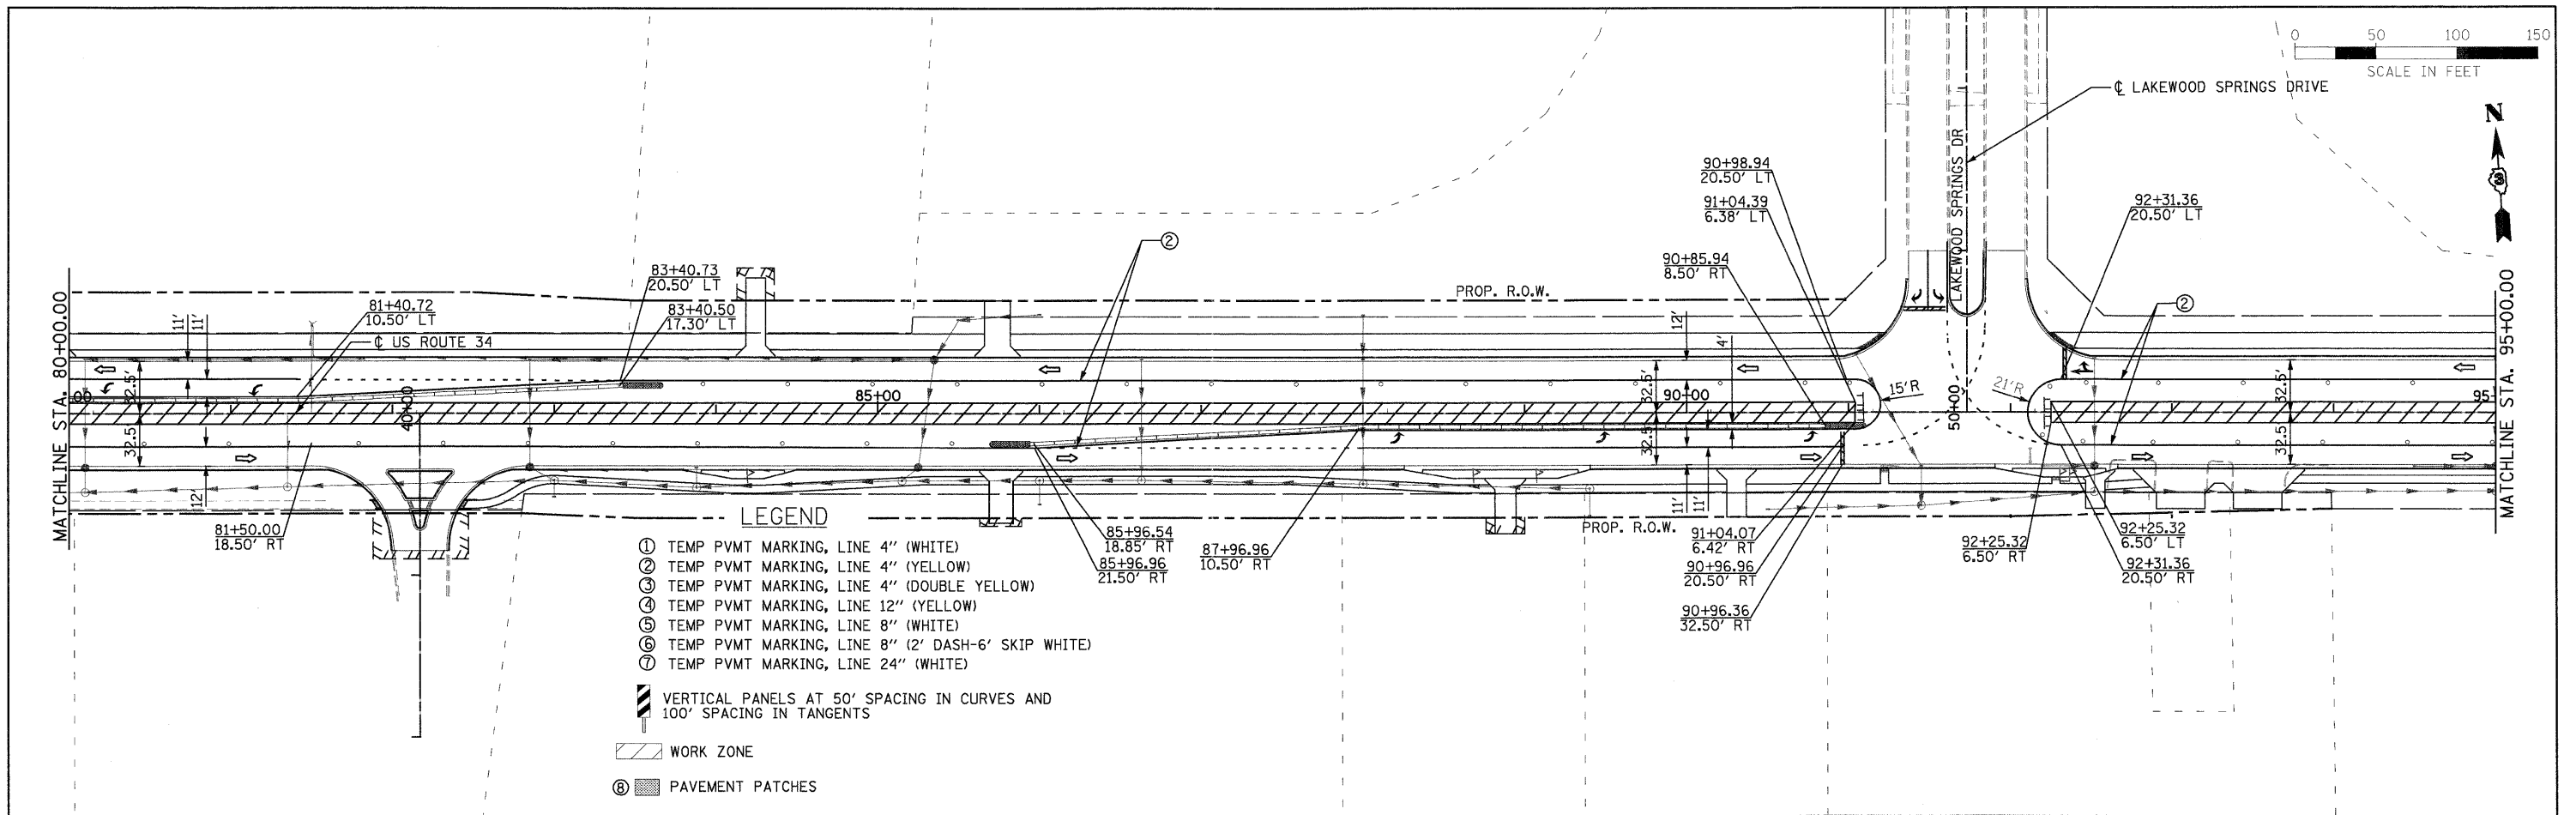 0 50 100 150
SCALE IN FEET
℄ LAKEWOOD SPRINGS DRIVE
N
3
LAKEWOOD SPRINGS DR
90+98.94
20.50' LT
91+04.39
6.38' LT
90+85.94
8.50' RT
92+31.36
20.50' LT
②
83+40.73
20.50' LT
83+40.50
17.30' LT
81+40.72
10.50' LT
℄ US ROUTE 34
PROP. R.O.W.
②
MATCHLINE STA. 80+00.00
MATCHLINE STA. 95+00.00
11'
11'
32.5'
32.5'
12'
00
40+00
85+00
90+00
50+00
95
12'
4'
32.5'
32.5'
15'R
21'R
32.5'
32.5'
11'
11'
81+50.00
18.50' RT
85+96.54
18.85' RT
85+96.96
21.50' RT
87+96.96
10.50' RT
PROP. R.O.W.
91+04.07
6.42' RT
90+96.96
20.50' RT
90+96.36
32.50' RT
92+25.32
6.50' RT
92+25.32
6.50' LT
92+31.36
20.50' RT
LEGEND
① TEMP PVMT MARKING, LINE 4" (WHITE)
② TEMP PVMT MARKING, LINE 4" (YELLOW)
③ TEMP PVMT MARKING, LINE 4" (DOUBLE YELLOW)
④ TEMP PVMT MARKING, LINE 12" (YELLOW)
⑤ TEMP PVMT MARKING, LINE 8" (WHITE)
⑥ TEMP PVMT MARKING, LINE 8" (2' DASH-6' SKIP WHITE)
⑦ TEMP PVMT MARKING, LINE 24" (WHITE)
VERTICAL PANELS AT 50' SPACING IN CURVES AND
100' SPACING IN TANGENTS
WORK ZONE
⑧ PAVEMENT PATCHES